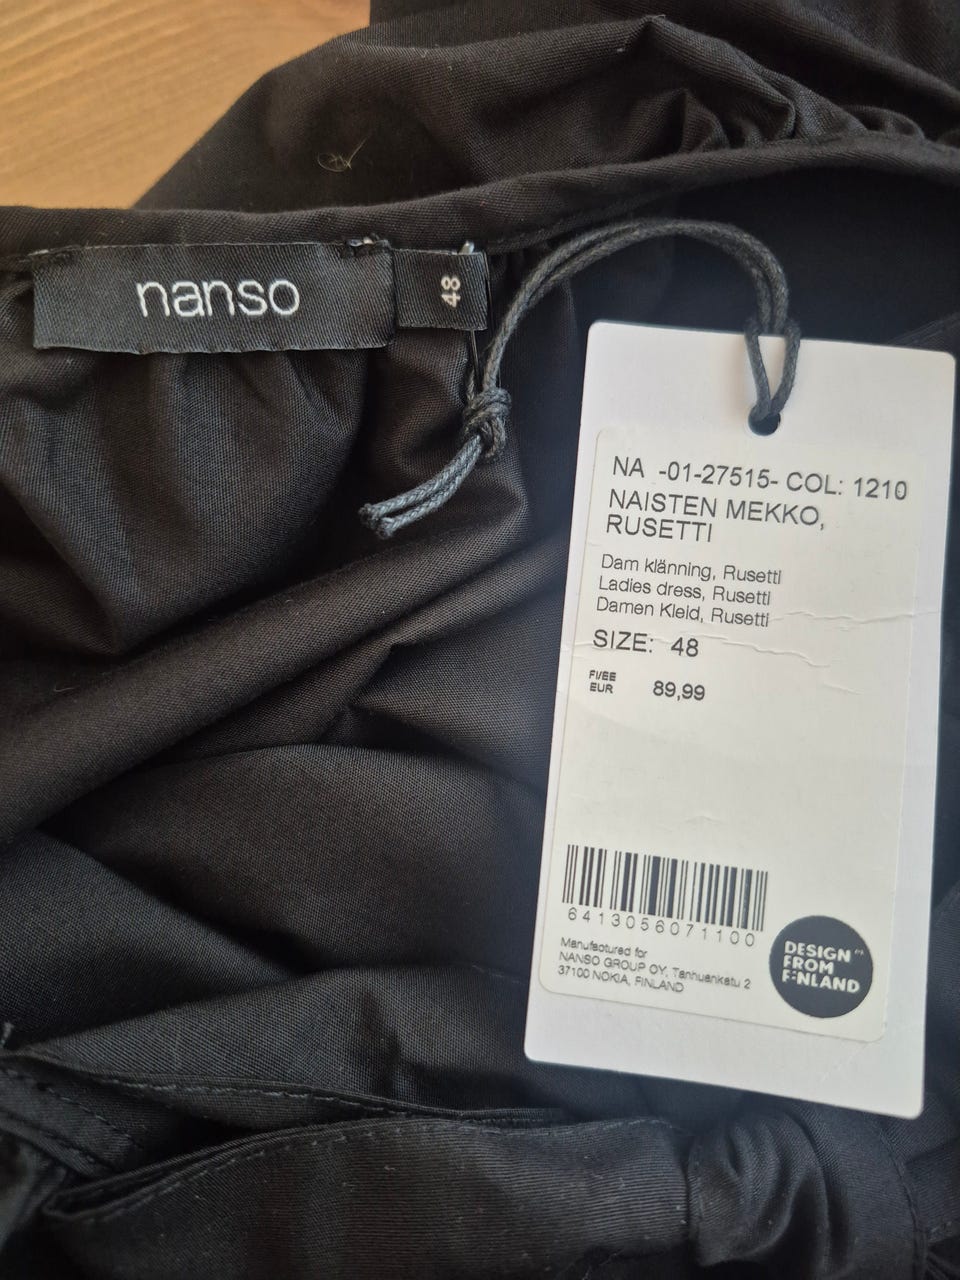 nanso
48
NA -01-27515- COL: 1210
NAISTEN MEKKO,
RUSETTI
Dam klänning, Rusetti
Ladies dress, Rusetti
Damen Kleid, Rusetti
SIZE: 48
FI/EE
EUR 89,99
6413056071100
Manufactured for
NANSO GROUP OY, Tanhuankatu 2
37100 NOKIA, FINLAND
DESIGN
FROM
FINLAND